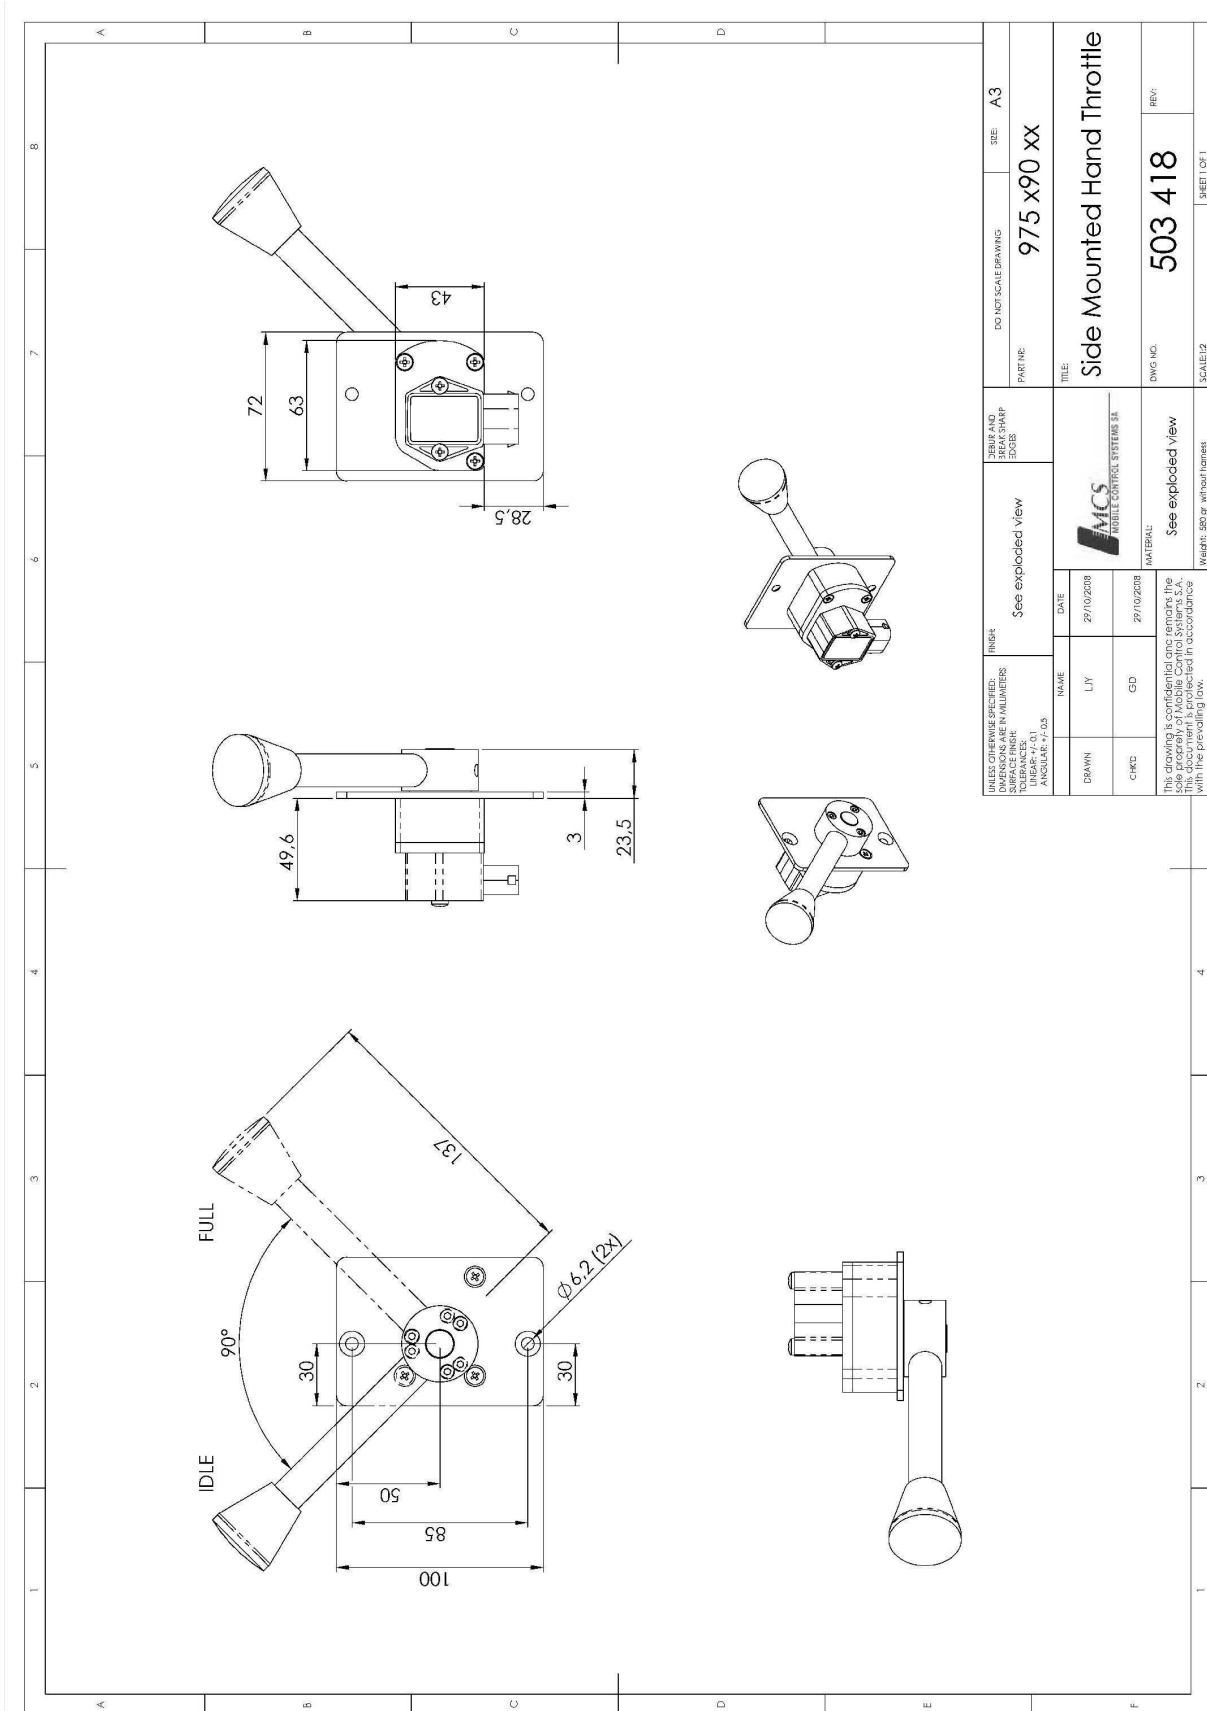 1
2
3
4
5
6
7
8
A
B
C
D
E
F
A
B
C
D
1
2
3
4
IDLE
FULL
90°
30
30
50
85
100
137
Ø6,2 (2x)
49,6
3
23,5
72
63
43
28,5
UNLESS OTHERWISE SPECIFIED:
DIMENSIONS ARE IN MILLIMETERS
SURFACE FINISH:
TOLERANCES:
LINEAR: +/- 0.1
ANGULAR: +/- 0.5
FINISH:
See exploded view
DEBUR AND
BREAK SHARP
EDGES
DO NOT SCALE DRAWING
SIZE: A3
PART NR:
975 x90 xx
NAME
DATE
DRAWN
LJY
29/10/2008
CHK'D
GD
29/10/2008
MCS
MOBILE CONTROL SYSTEMS SA
TITLE:
Side Mounted Hand Throttle
This drawing is confidential and remains the
sole property of Mobile Control Systems S.A..
This document is protected in accordance
with the prevailing law.
MATERIAL:
See exploded view
DWG NO.
503 418
REV:
Weight: 580 gr. without harness
SCALE:1:2
SHEET 1 OF 1